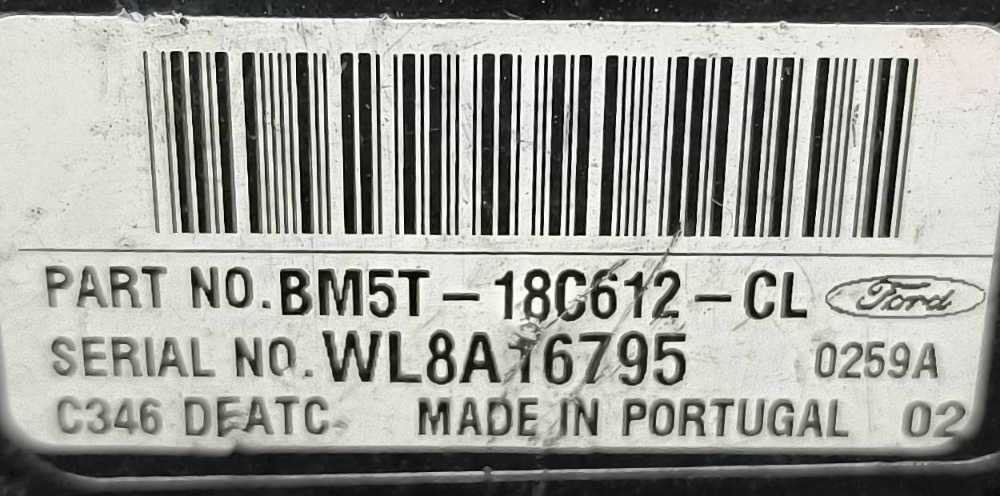 PART NO. BM5T-18C612-CL Ford
SERIAL NO. WL8A16795 0259A
C346 DEATC MADE IN PORTUGAL 02